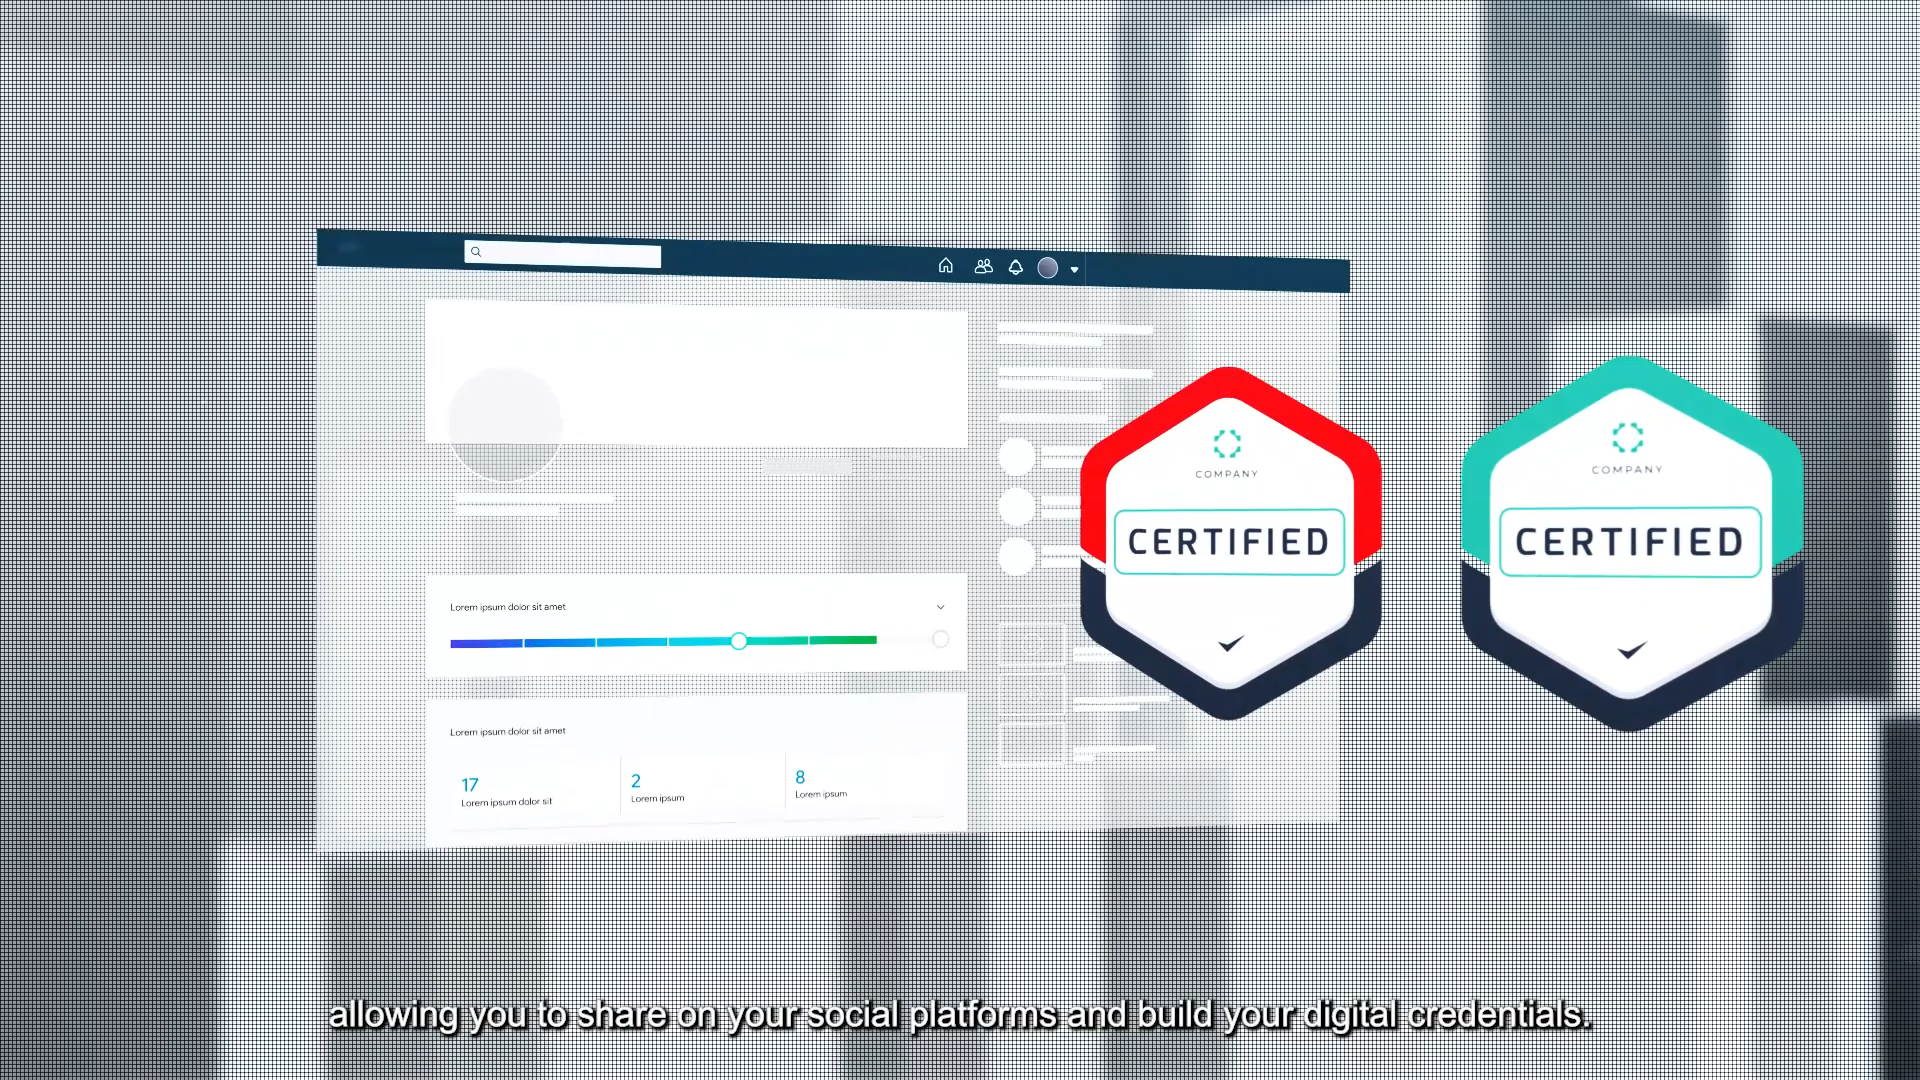 Lorem ipsum dolor sit amet
Lorem ipsum dolor sit amet
17
Lorem ipsum dolor sit
2
Lorem ipsum
8
Lorem ipsum
COMPANY
CERTIFIED
COMPANY
CERTIFIED
allowing you to share on your social platforms and build your digital credentials.